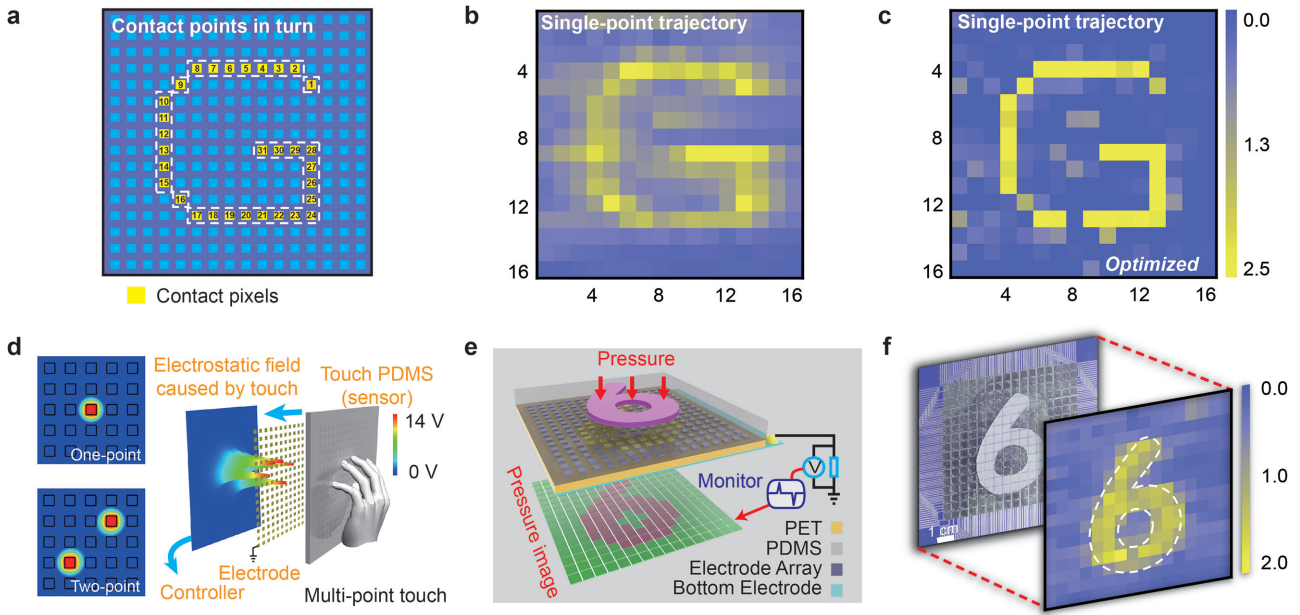 a
Contact points in turn
8 7 6 5 4 3 2
9 1
10
11
12
13 31 30 29 28
14 27
15 26
16 25
17 18 19 20 21 22 23 24
Contact pixels
b
Single-point trajectory
4
8
12
16
4 8 12 16
c
Single-point trajectory
4
8
12
16
4 8 12 16
Optimized
0.0
1.3
2.5
d
One-point
Two-point
Electrostatic field
caused by touch
Touch PDMS
(sensor)
14 V
0 V
Electrode
Controller
Multi-point touch
e
Pressure
Pressure image
Monitor
V
PET
PDMS
Electrode Array
Bottom Electrode
f
6
1 cm
6
0.0
1.0
2.0